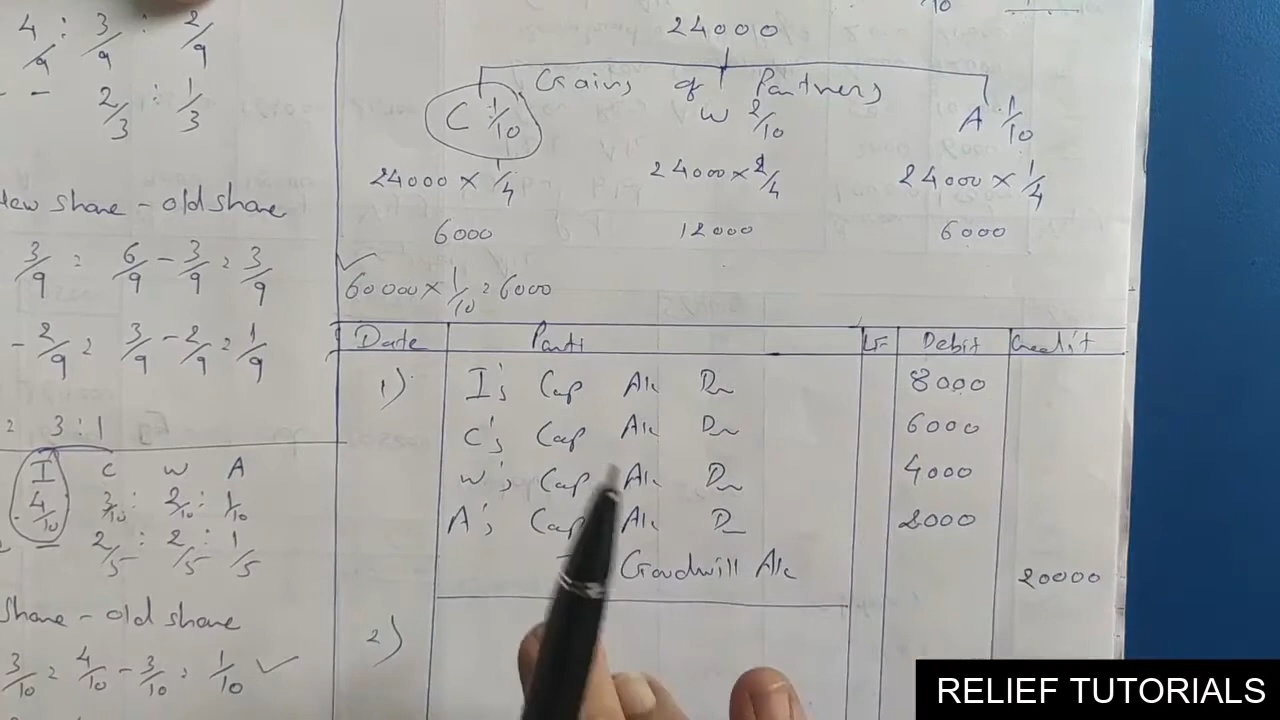 4/9 : 3/9 : 2/9
- - 2/3 : 1/3
New share - old share
3/9 = 6/9 - 3/9 = 3/9
- 2/9 = 3/9 - 2/9 = 1/9
= 3:1
I C W A
4/10 3/10 : 2/10 : 1/10
- 2/5 : 2/5 : 1/5
Share - old share
3/10 = 4/10 - 3/10 = 1/10 ✓
24000
Gains of Partners
C 1/10 W 2/10 A 1/10
24000 × 1/4 24000 × 2/4 24000 × 1/4
6000 12000 6000
60000 × 1/10 = 6000
Date Parti LF Debit Credit
1) I's Cap A/c Dr 8000
C's Cap A/c Dr 6000
W's Cap A/c Dr 4000
A's Cap A/c Dr 2000
Goodwill A/c 20000
2)
RELIEF TUTORIALS